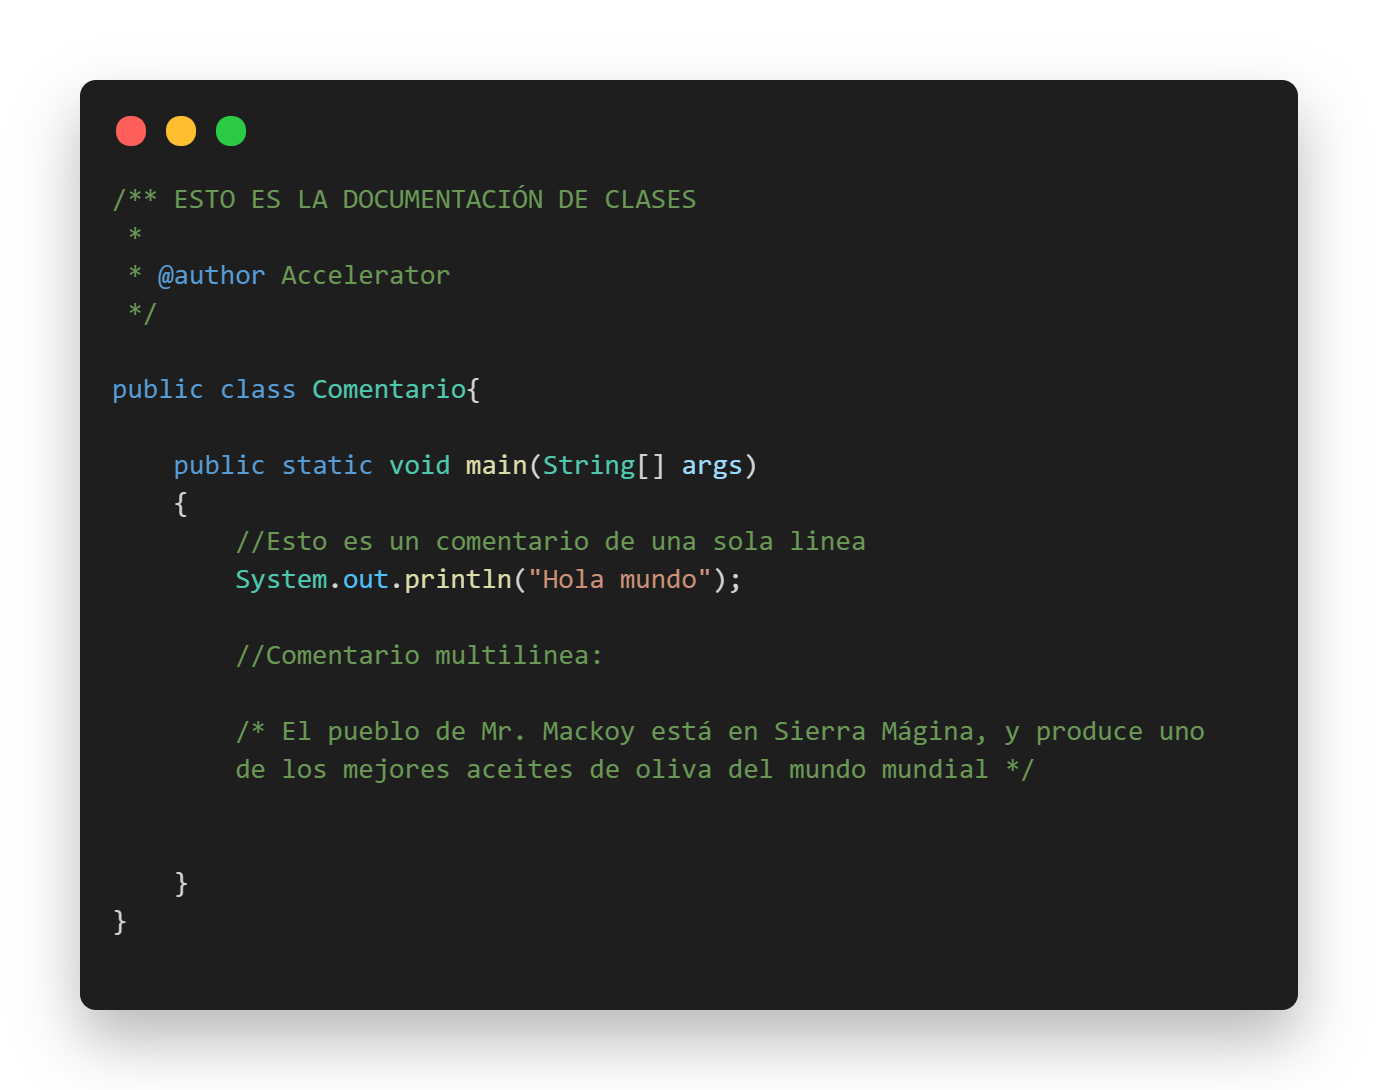 /** ESTO ES LA DOCUMENTACIÓN DE CLASES
 *
 * @author Accelerator
 */
public class Comentario{
    public static void main(String[] args)
    {
        //Esto es un comentario de una sola linea
        System.out.println("Hola mundo");
        //Comentario multilinea:
        /* El pueblo de Mr. Mackoy está en Sierra Mágina, y produce uno
        de los mejores aceites de oliva del mundo mundial */
    }
}